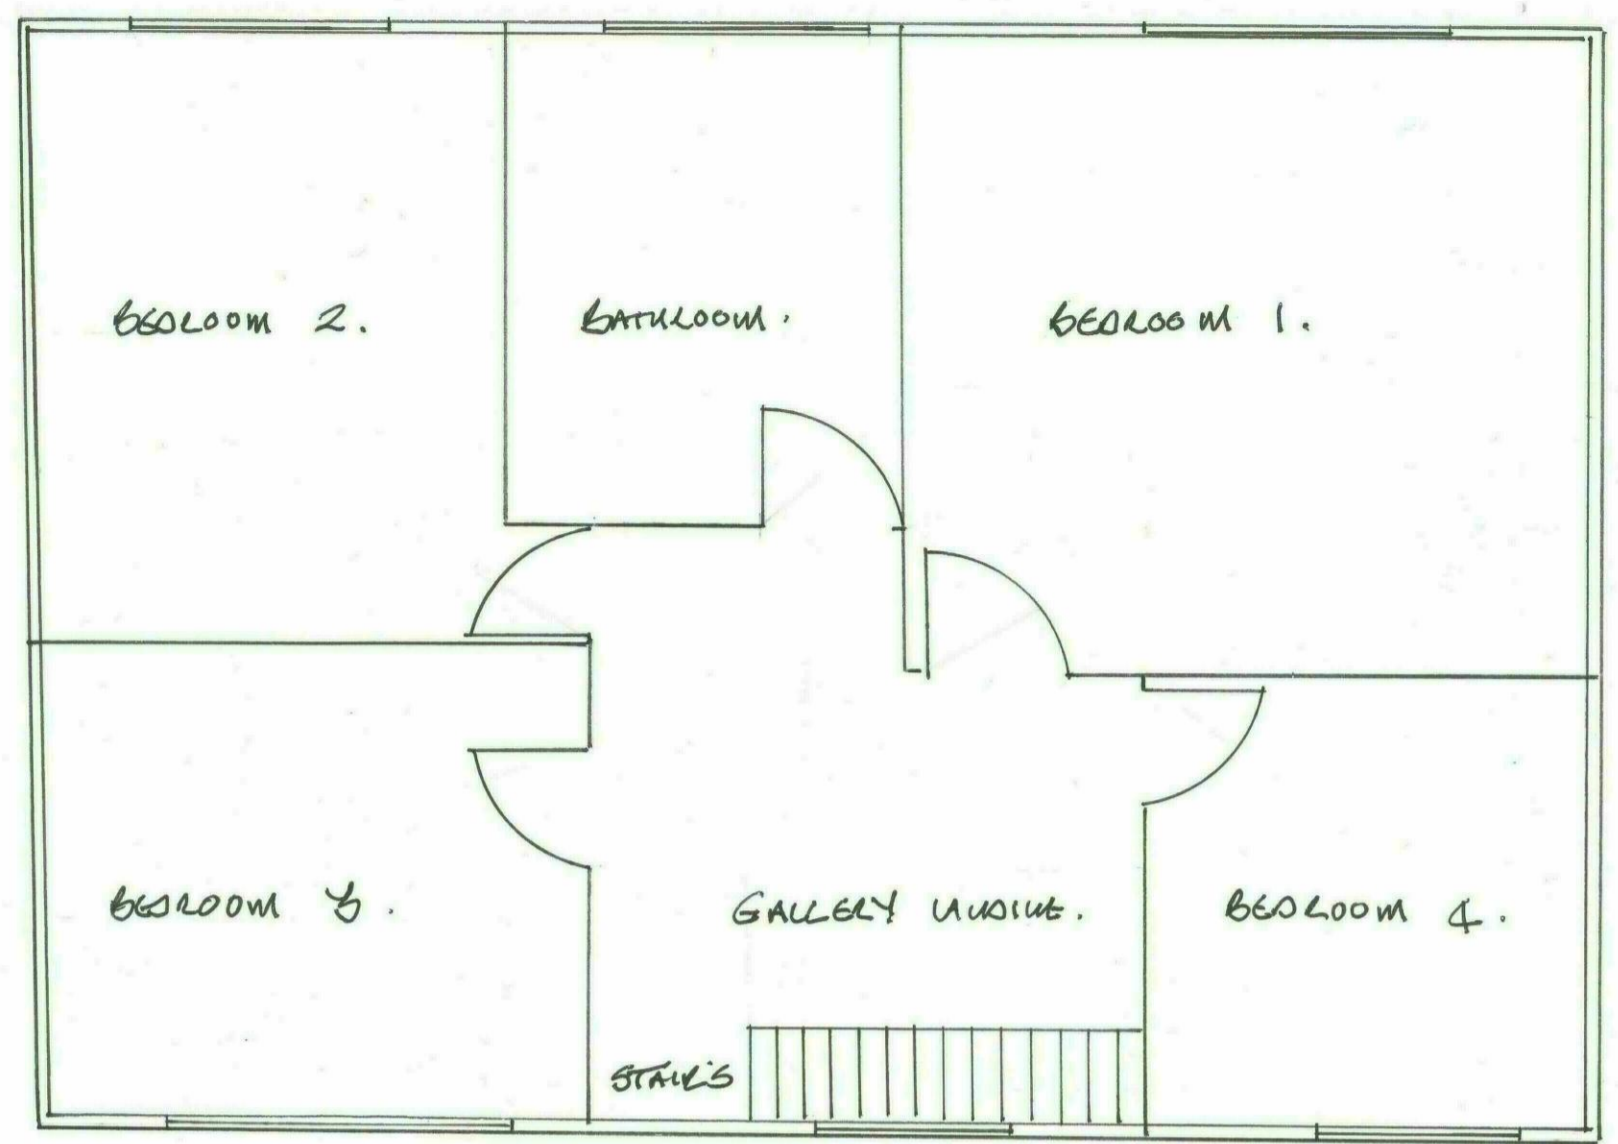 BEDROOM 2.
BATHROOM.
BEDROOM 1.
BEDROOM 3.
GALLERY LANDING.
BEDROOM 4.
STAIRS